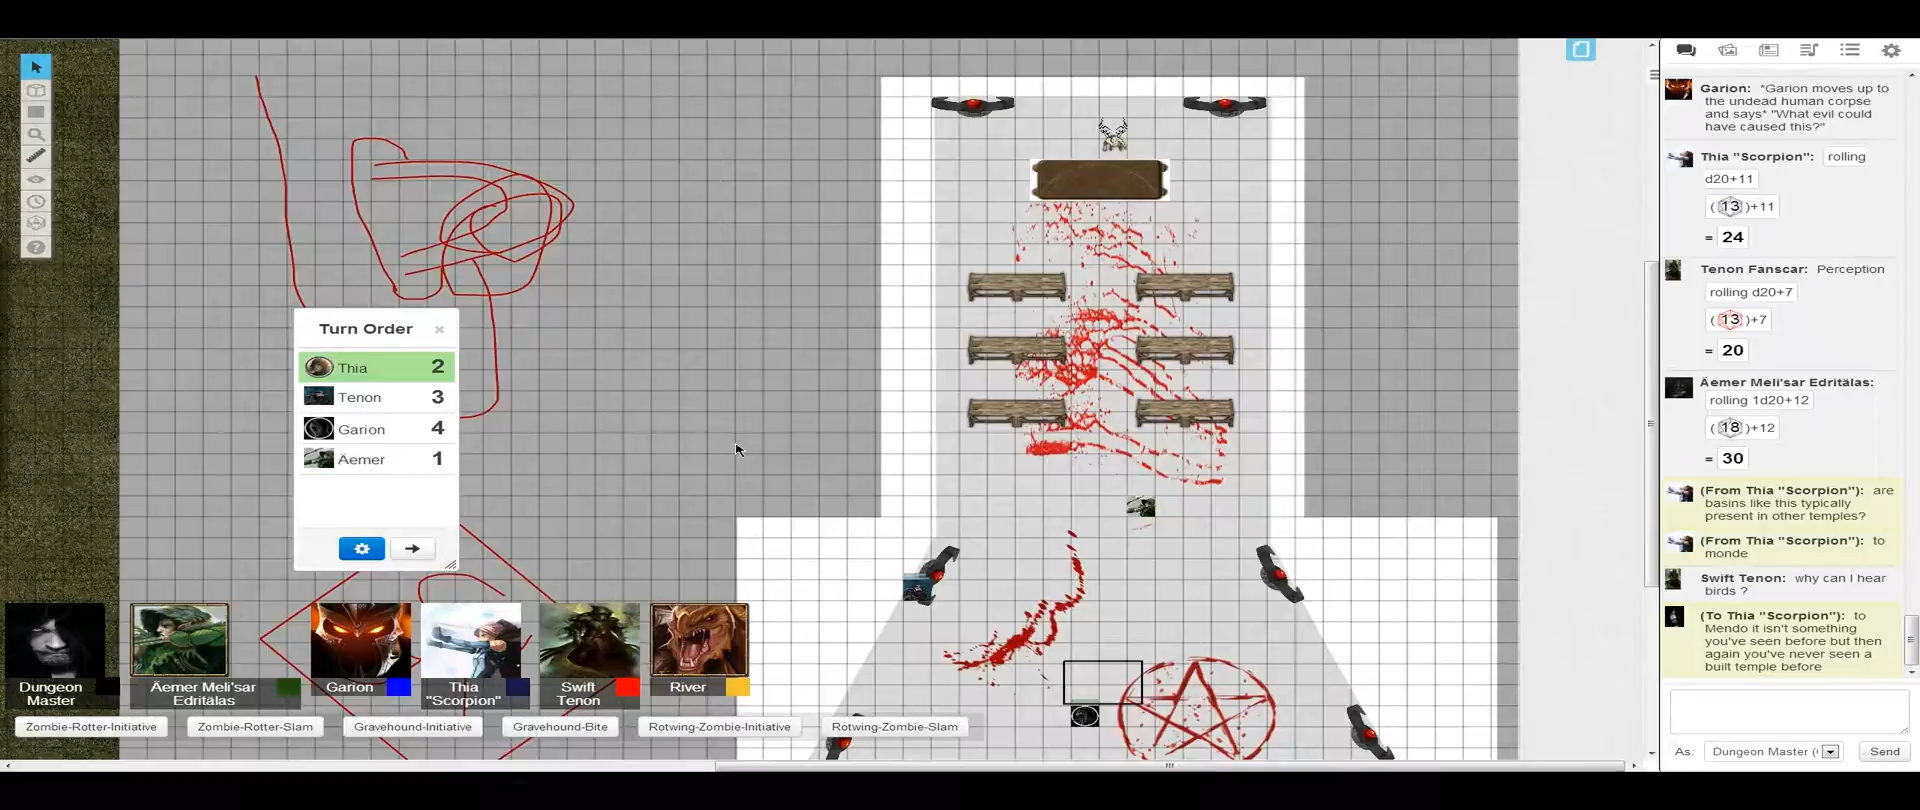 Turn Order ×
Thia 2
Tenon 3
Garion 4
Äemer 1
Dungeon
Master
Äemer Meli'sar
Edritälas
Garion
Thia
"Scorpion"
Swift
Tenon
River
Zombie-Rotter-Initiative
Zombie-Rotter-Slam
Gravehound-Initiative
Gravehound-Bite
Rotwing-Zombie-Initiative
Rotwing-Zombie-Slam
Garion: *Garion moves up to
the undead human corpse
and says* "What evil could
have caused this?"
Thia "Scorpion": rolling
d20+11
(13)+11
= 24
Tenon Fanscar: Perception
rolling d20+7
(13)+7
= 20
Äemer Meli'sar Edritälas:
rolling 1d20+12
(18)+12
= 30
(From Thia "Scorpion"): are
basins like this typically
present in other temples?
(From Thia "Scorpion"): to
monde
Swift Tenon: why can I hear
birds ?
(To Thia "Scorpion"): to
Mendo it isn't something
you've seen before but then
again you've never seen a
built temple before
As: Dungeon Master (
Send